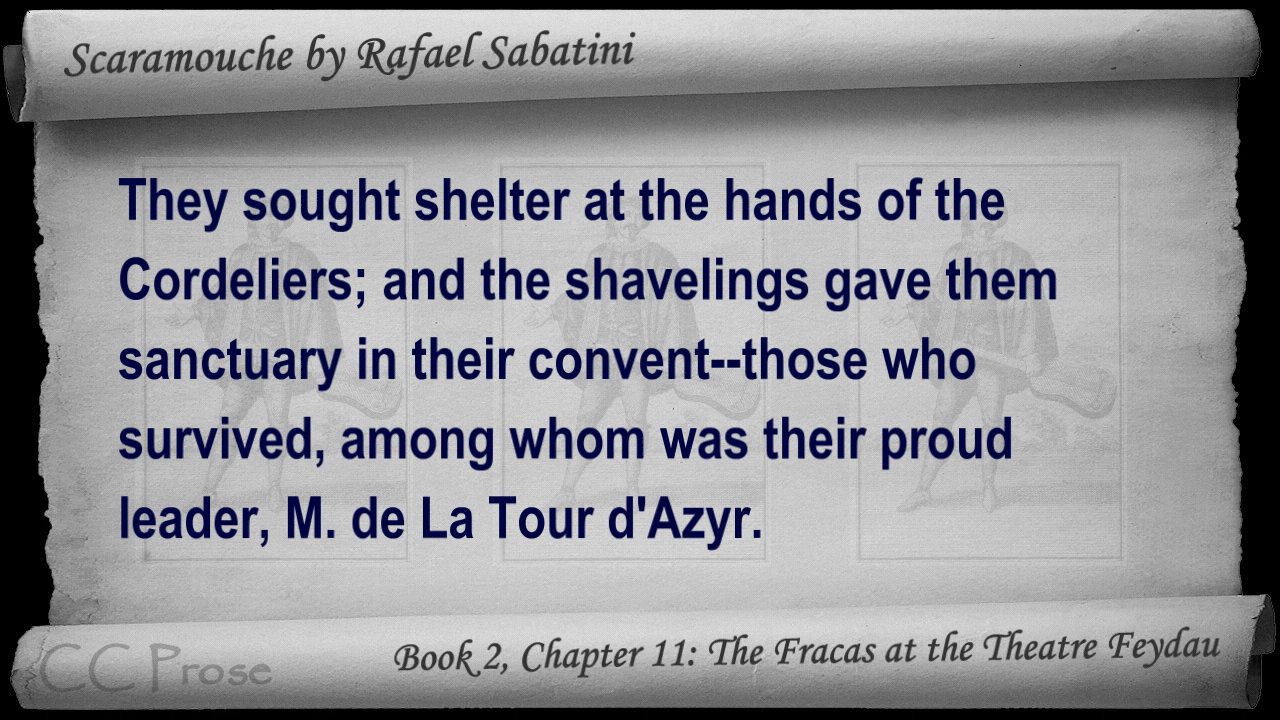 Scaramouche by Rafael Sabatini
They sought shelter at the hands of the
Cordeliers; and the shavelings gave them
sanctuary in their convent--those who
survived, among whom was their proud
leader, M. de La Tour d'Azyr.
CC Prose
Book 2, Chapter 11: The Fracas at the Theatre Feydau